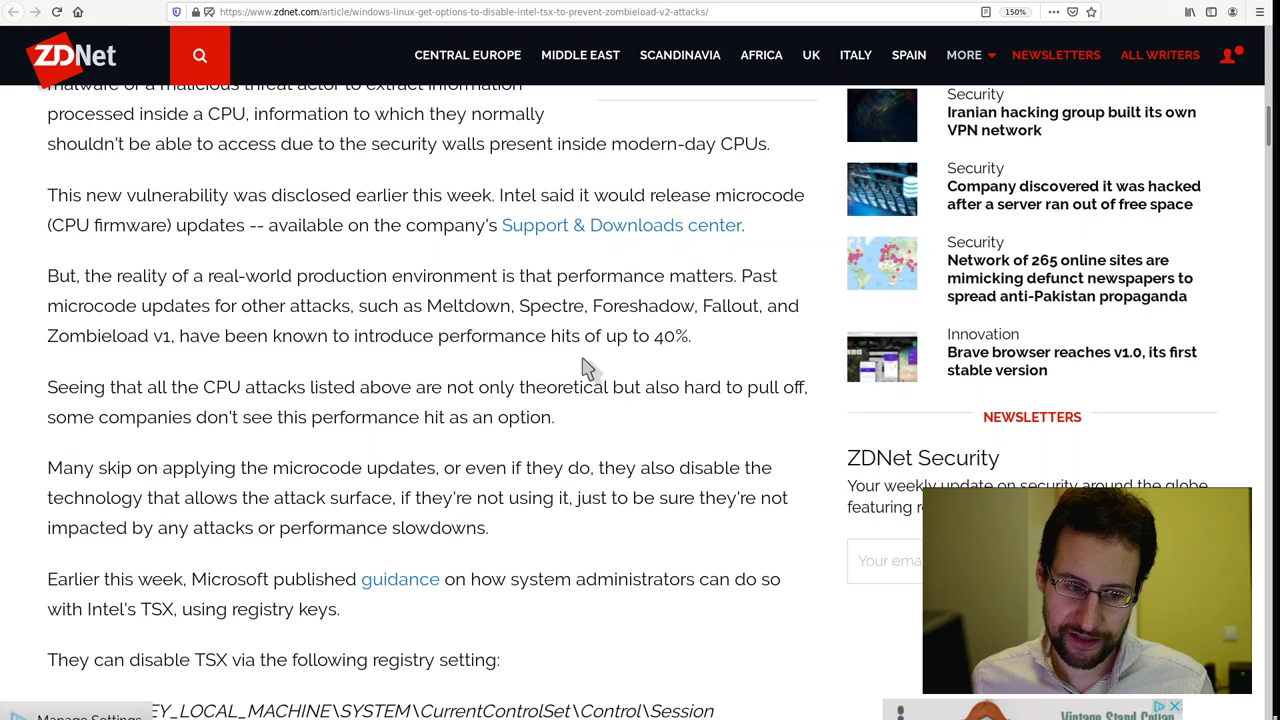 https://www.zdnet.com/article/windows-linux-get-options-to-disable-intel-tsx-to-prevent-zombieload-v2-attacks/
150%
ZDNet
CENTRAL EUROPE
MIDDLE EAST
SCANDINAVIA
AFRICA
UK
ITALY
SPAIN
MORE
NEWSLETTERS
ALL WRITERS
malware or a malicious threat actor to extract information
processed inside a CPU, information to which they normally
shouldn't be able to access due to the security walls present inside modern-day CPUs.
This new vulnerability was disclosed earlier this week. Intel said it would release microcode
(CPU firmware) updates -- available on the company's Support & Downloads center.
But, the reality of a real-world production environment is that performance matters. Past
microcode updates for other attacks, such as Meltdown, Spectre, Foreshadow, Fallout, and
Zombieload v1, have been known to introduce performance hits of up to 40%.
Seeing that all the CPU attacks listed above are not only theoretical but also hard to pull off,
some companies don't see this performance hit as an option.
Many skip on applying the microcode updates, or even if they do, they also disable the
technology that allows the attack surface, if they're not using it, just to be sure they're not
impacted by any attacks or performance slowdowns.
Earlier this week, Microsoft published guidance on how system administrators can do so
with Intel's TSX, using registry keys.
They can disable TSX via the following registry setting:
EY_LOCAL_MACHINE\SYSTEM\CurrentControlSet\Control\Session
Manage Settings
Security
Iranian hacking group built its own
VPN network
Security
Company discovered it was hacked
after a server ran out of free space
Security
Network of 265 online sites are
mimicking defunct newspapers to
spread anti-Pakistan propaganda
Innovation
Brave browser reaches v1.0, its first
stable version
NEWSLETTERS
ZDNet Security
Your weekly update on security around the globe,
featuring
Your ema
Vintage Stand Collar